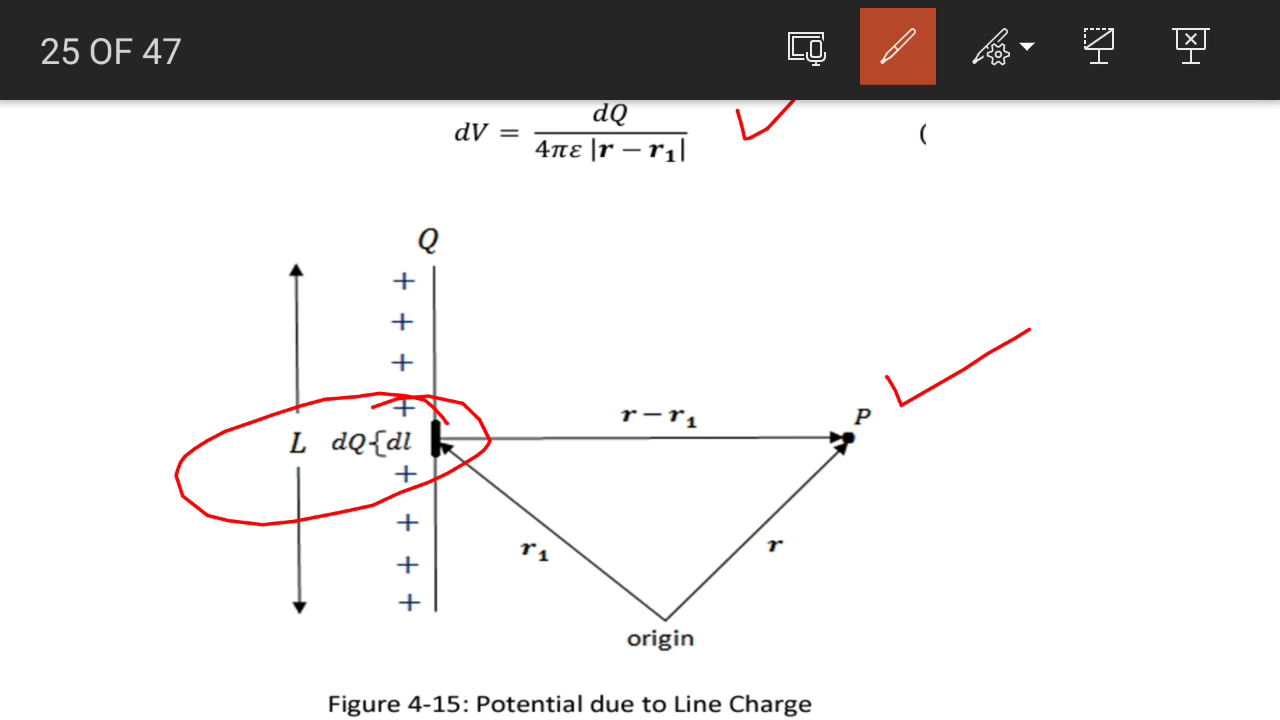 25 OF 47
dV = dQ / 4πε |r − r₁|
(
Q
+
+
+
+
r − r₁
P
L dQ{dl
+
+
r₁
r
+
+
origin
Figure 4-15: Potential due to Line Charge